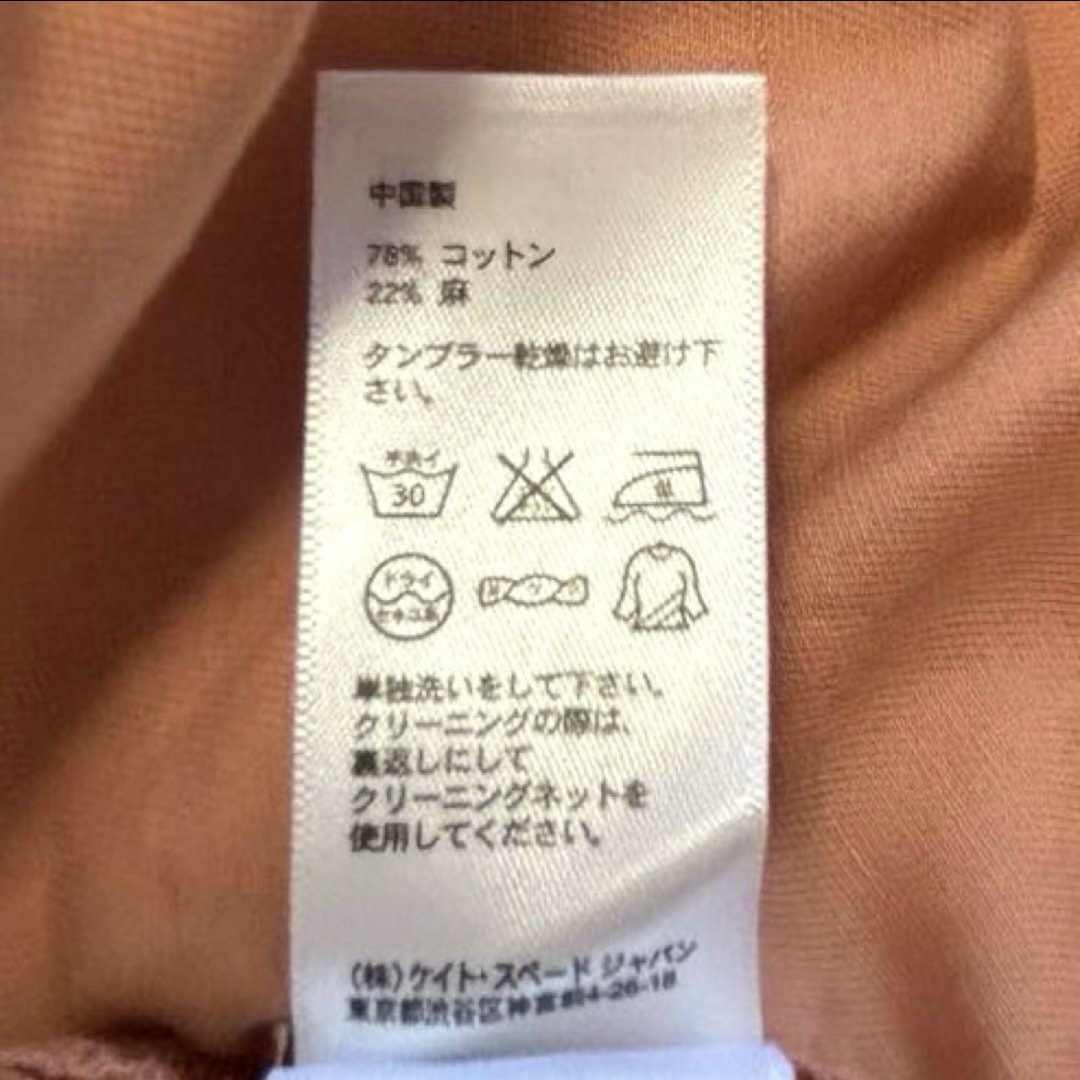 中国製
78% コットン
22% 麻
タンブラー乾燥はお避け下
さい。
手洗イ
30
低
ドライ
セキユ系
単独洗いをして下さい。
クリーニングの際は、
裏返しにして
クリーニングネットを
使用してください。
(株)ケイト・スペード ジャパン
東京都渋谷区神宮前4-26-18